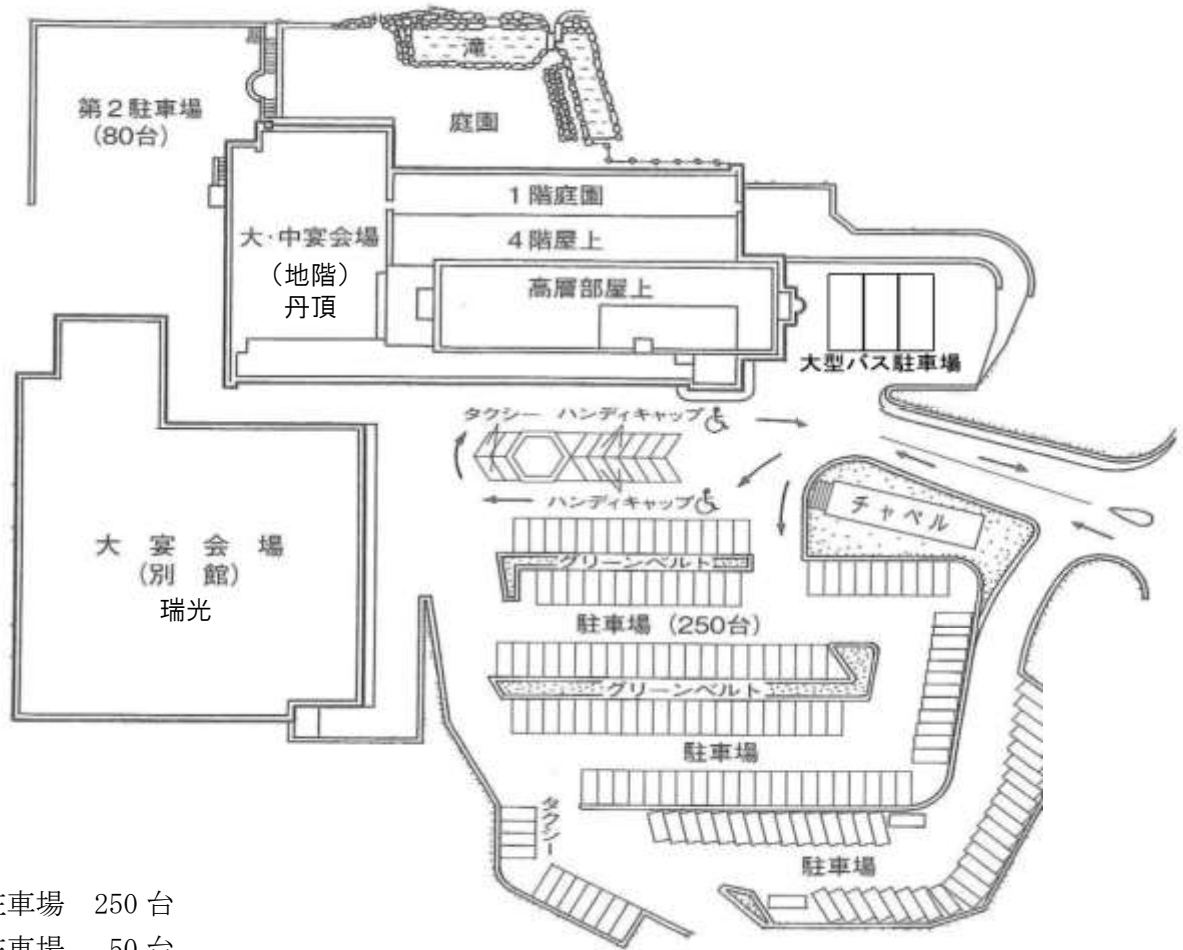 滝
第2駐車場
(80台)
庭園
1階庭園
大・中宴会場
(地階)
丹頂
4階屋上
高層部屋上
大型バス駐車場
タクシー ハンディキャップ
ハンディキャップ
チャペル
グリーンベルト
大宴会場
(別 館)
瑞光
駐車場 (250台)
グリーンベルト
駐車場
タクシー
駐車場
車場 250台
車場 50台